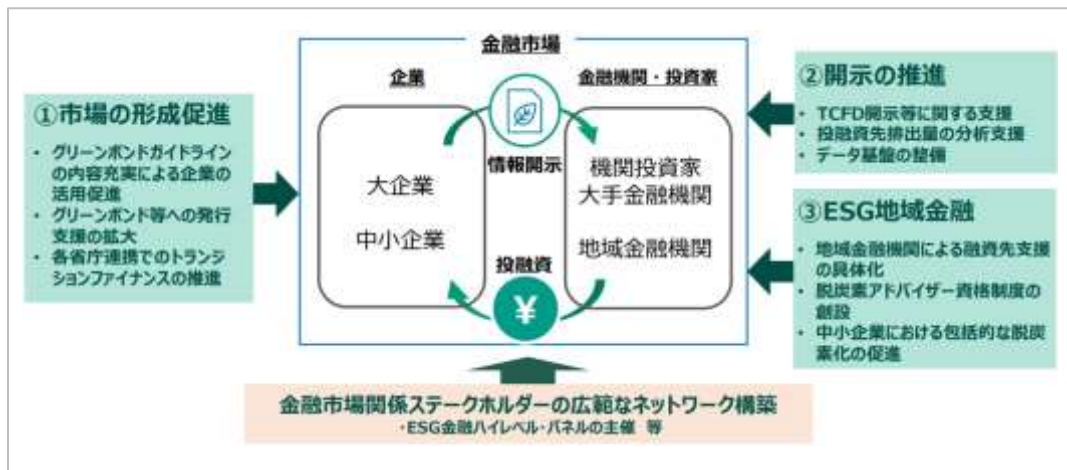 金融市場
企業
金融機関・投資家
①市場の形成促進
・ グリーンボンドガイドライン
の内容充実による企業の
活用促進
・ グリーンボンド等への発行
支援の拡大
・ 各省庁連携でのトランジ
ションファイナンスの推進
大企業
中小企業
情報開示
投融資
¥
機関投資家
大手金融機関
地域金融機関
②開示の推進
・ TCFD開示等に関する支援
・ 投融資先排出量の分析支援
・ データ基盤の整備
③ESG地域金融
・ 地域金融機関による融資先支援
の具体化
・ 脱炭素アドバイザー資格制度の
創設
・ 中小企業における包括的な脱炭
素化の促進
金融市場関係ステークホルダーの広範なネットワーク構築
・ESG金融ハイレベル・パネルの主催 等